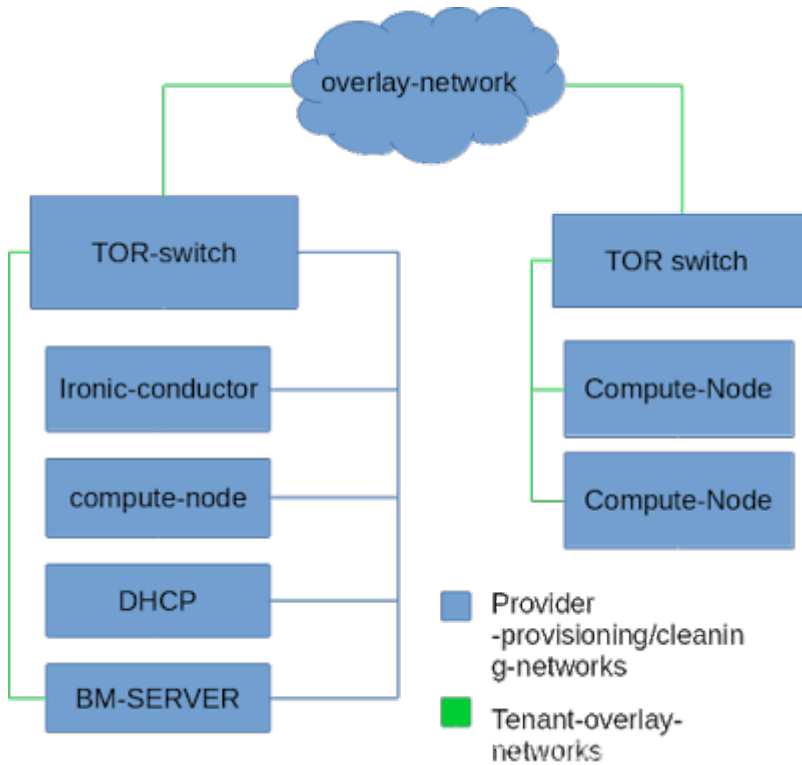 overlay-network
TOR-switch
Ironic-conductor
compute-node
DHCP
BM-SERVER
TOR switch
Compute-Node
Compute-Node
Provider
-provisioning/cleanin
g-networks
Tenant-overlay-
networks